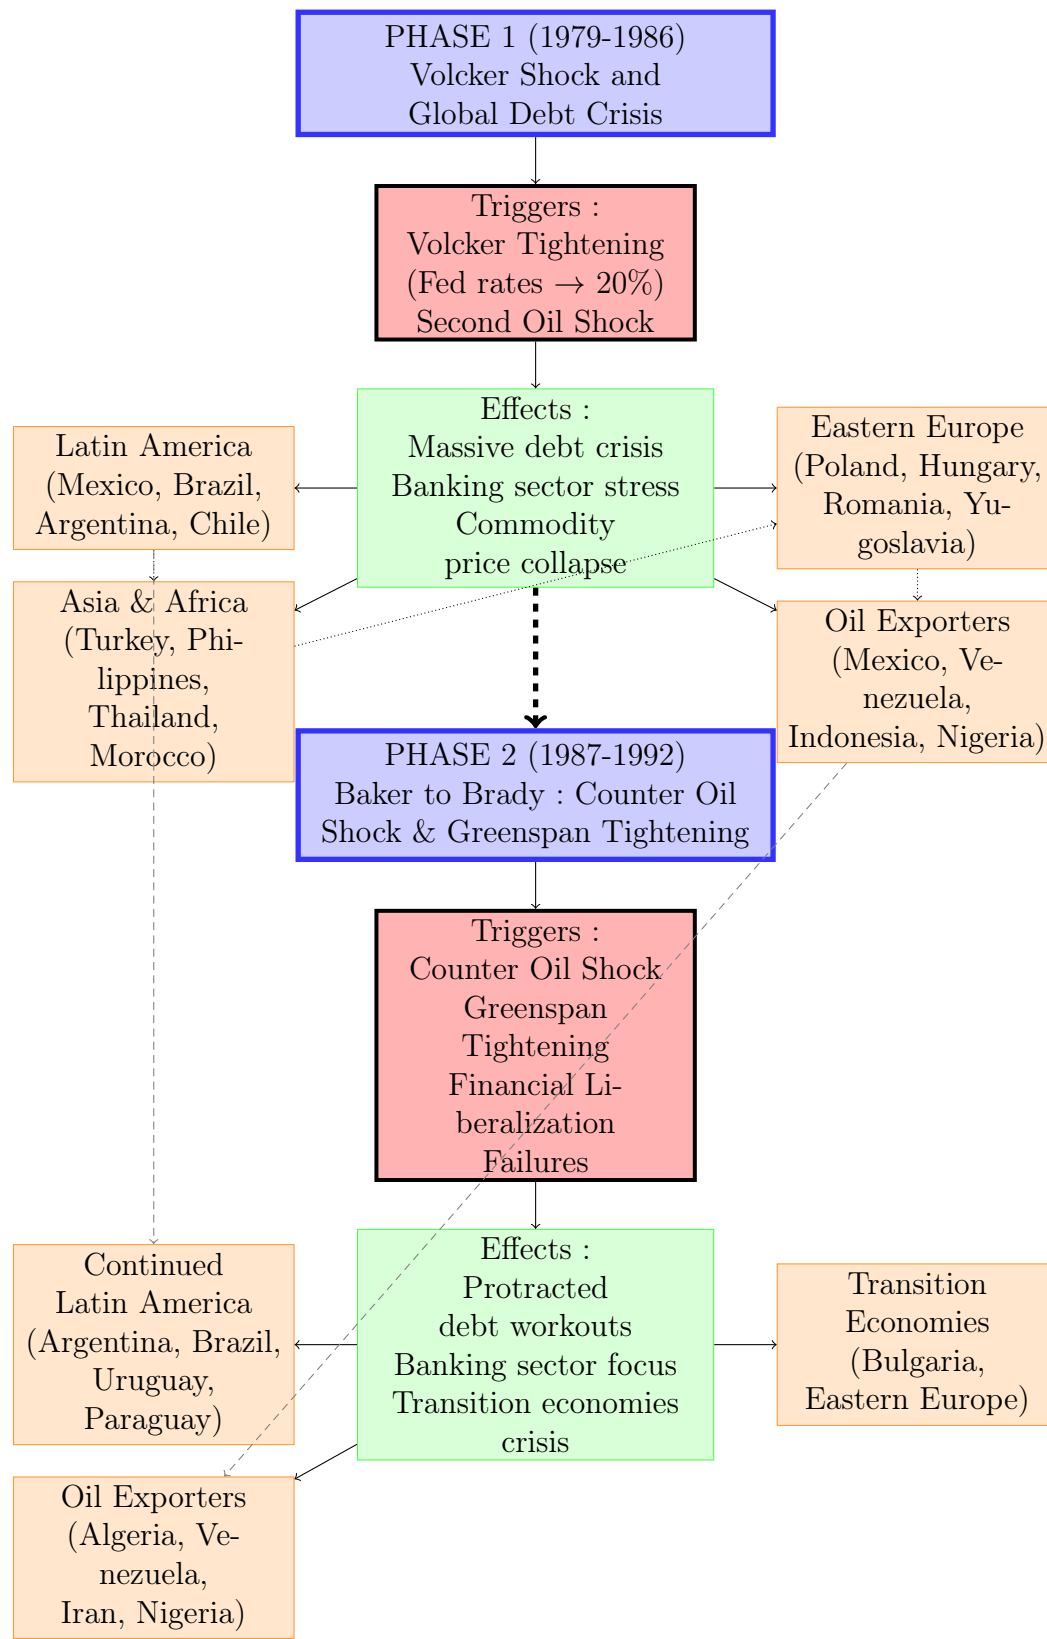 PHASE 1 (1979-1986)
Volcker Shock and
Global Debt Crisis
Triggers :
Volcker Tightening
(Fed rates → 20%)
Second Oil Shock
Effects :
Massive debt crisis
Banking sector stress
Commodity
price collapse
Latin America
(Mexico, Brazil,
Argentina, Chile)
Eastern Europe
(Poland, Hungary,
Romania, Yu-
goslavia)
Asia & Africa
(Turkey, Phi-
lippines,
Thailand,
Morocco)
Oil Exporters
(Mexico, Ve-
nezuela,
Indonesia, Nigeria)
PHASE 2 (1987-1992)
Baker to Brady : Counter Oil
Shock & Greenspan Tightening
Triggers :
Counter Oil Shock
Greenspan
Tightening
Financial Li-
beralization
Failures
Effects :
Protracted
debt workouts
Banking sector focus
Transition economies
crisis
Continued
Latin America
(Argentina, Brazil,
Uruguay,
Paraguay)
Transition
Economies
(Bulgaria,
Eastern Europe)
Oil Exporters
(Algeria, Ve-
nezuela,
Iran, Nigeria)